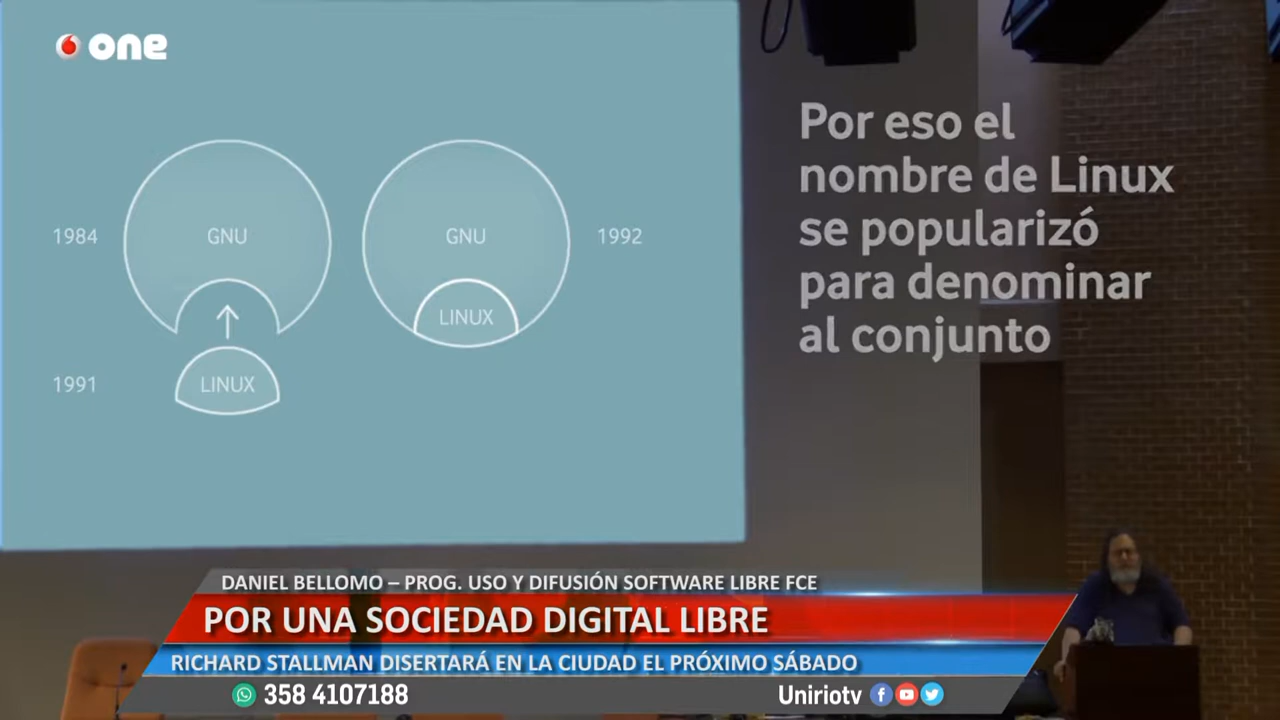 one
1984
GNU
GNU
1992
LINUX
1991
LINUX
Por eso el
nombre de Linux
se popularizó
para denominar
al conjunto
DANIEL BELLOMO – PROG. USO Y DIFUSIÓN SOFTWARE LIBRE FCE
POR UNA SOCIEDAD DIGITAL LIBRE
RICHARD STALLMAN DISERTARÁ EN LA CIUDAD EL PRÓXIMO SÁBADO
358 4107188
Uniriotv